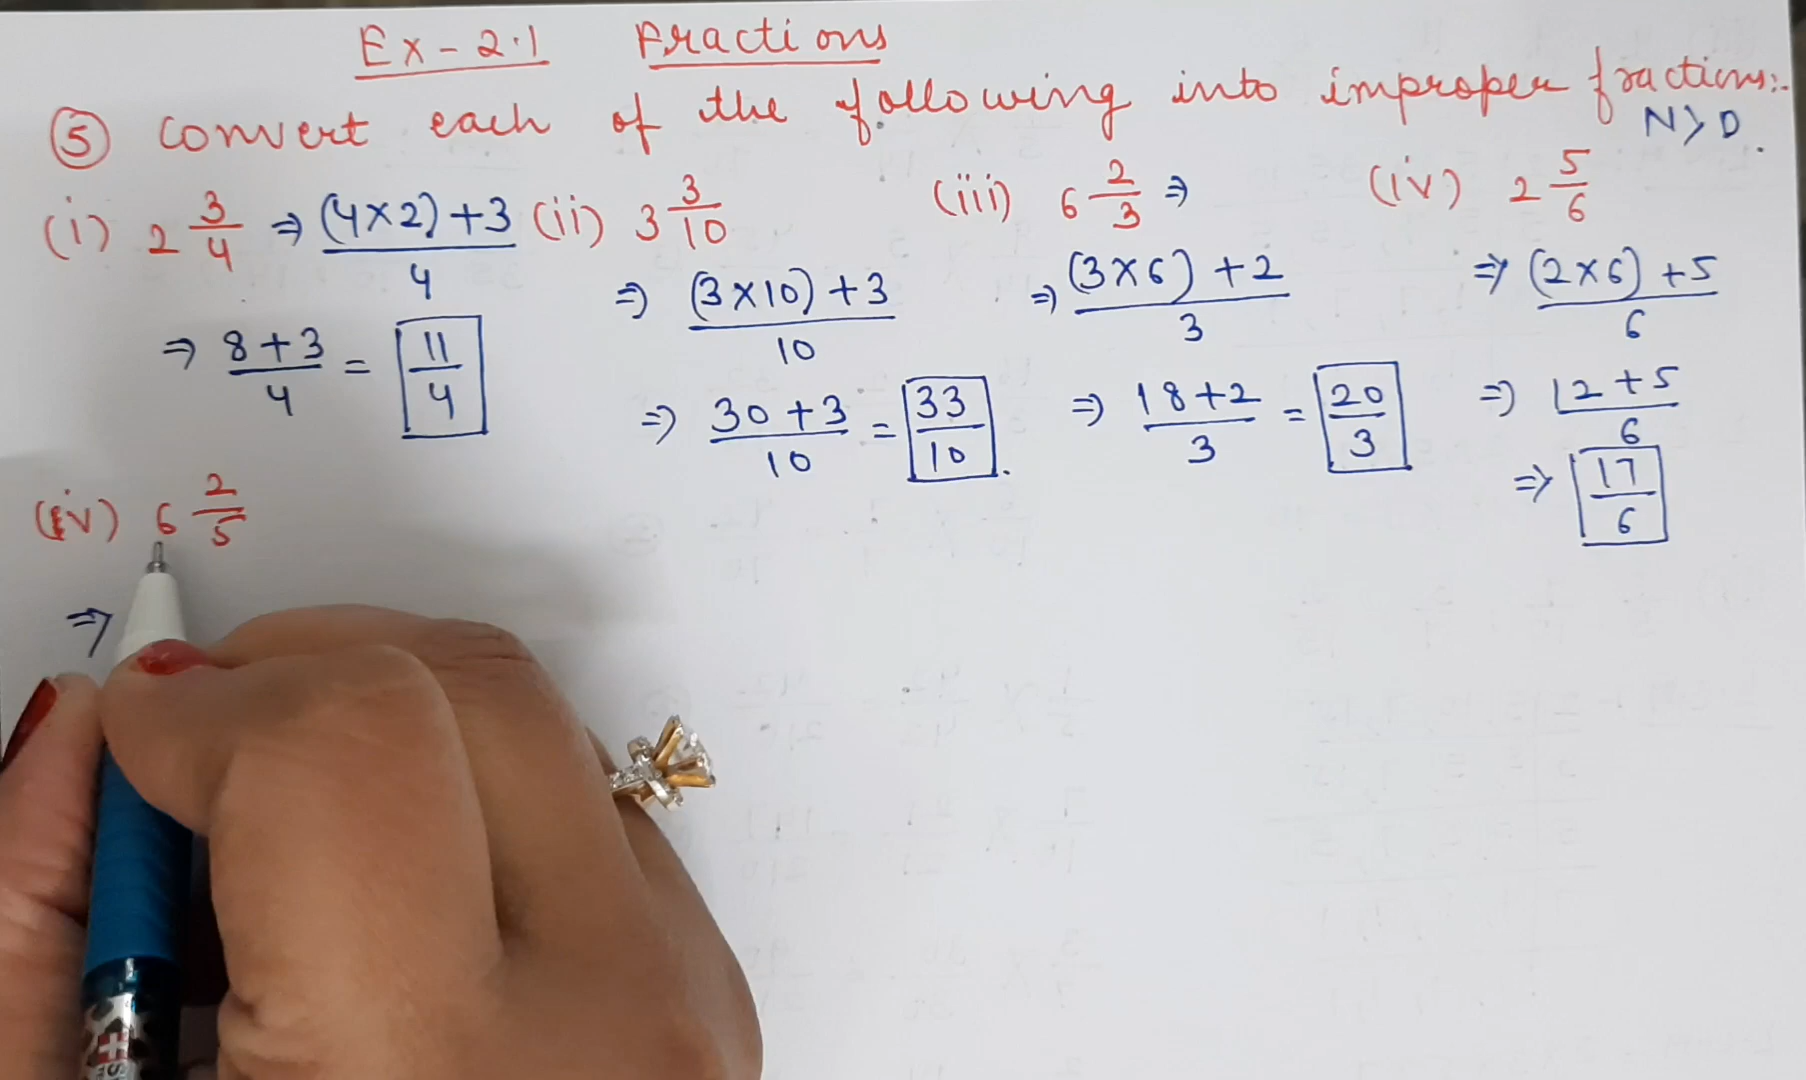 Ex-2.1 Fractions
⑤ convert each of the following into improper fractions:-
N>D.
(i) 2 3/4 ⇒ (4×2)+3/4
⇒ 8+3/4 = 11/4
(ii) 3 3/10
⇒ (3×10)+3/10
⇒ 30+3/10 = 33/10.
(iii) 6 2/3 ⇒
⇒ (3×6)+2/3
⇒ 18+2/3 = 20/3
(iv) 2 5/6
⇒ (2×6)+5/6
⇒ 12+5/6
⇒ 17/6
(iv) 6 2/5
⇒